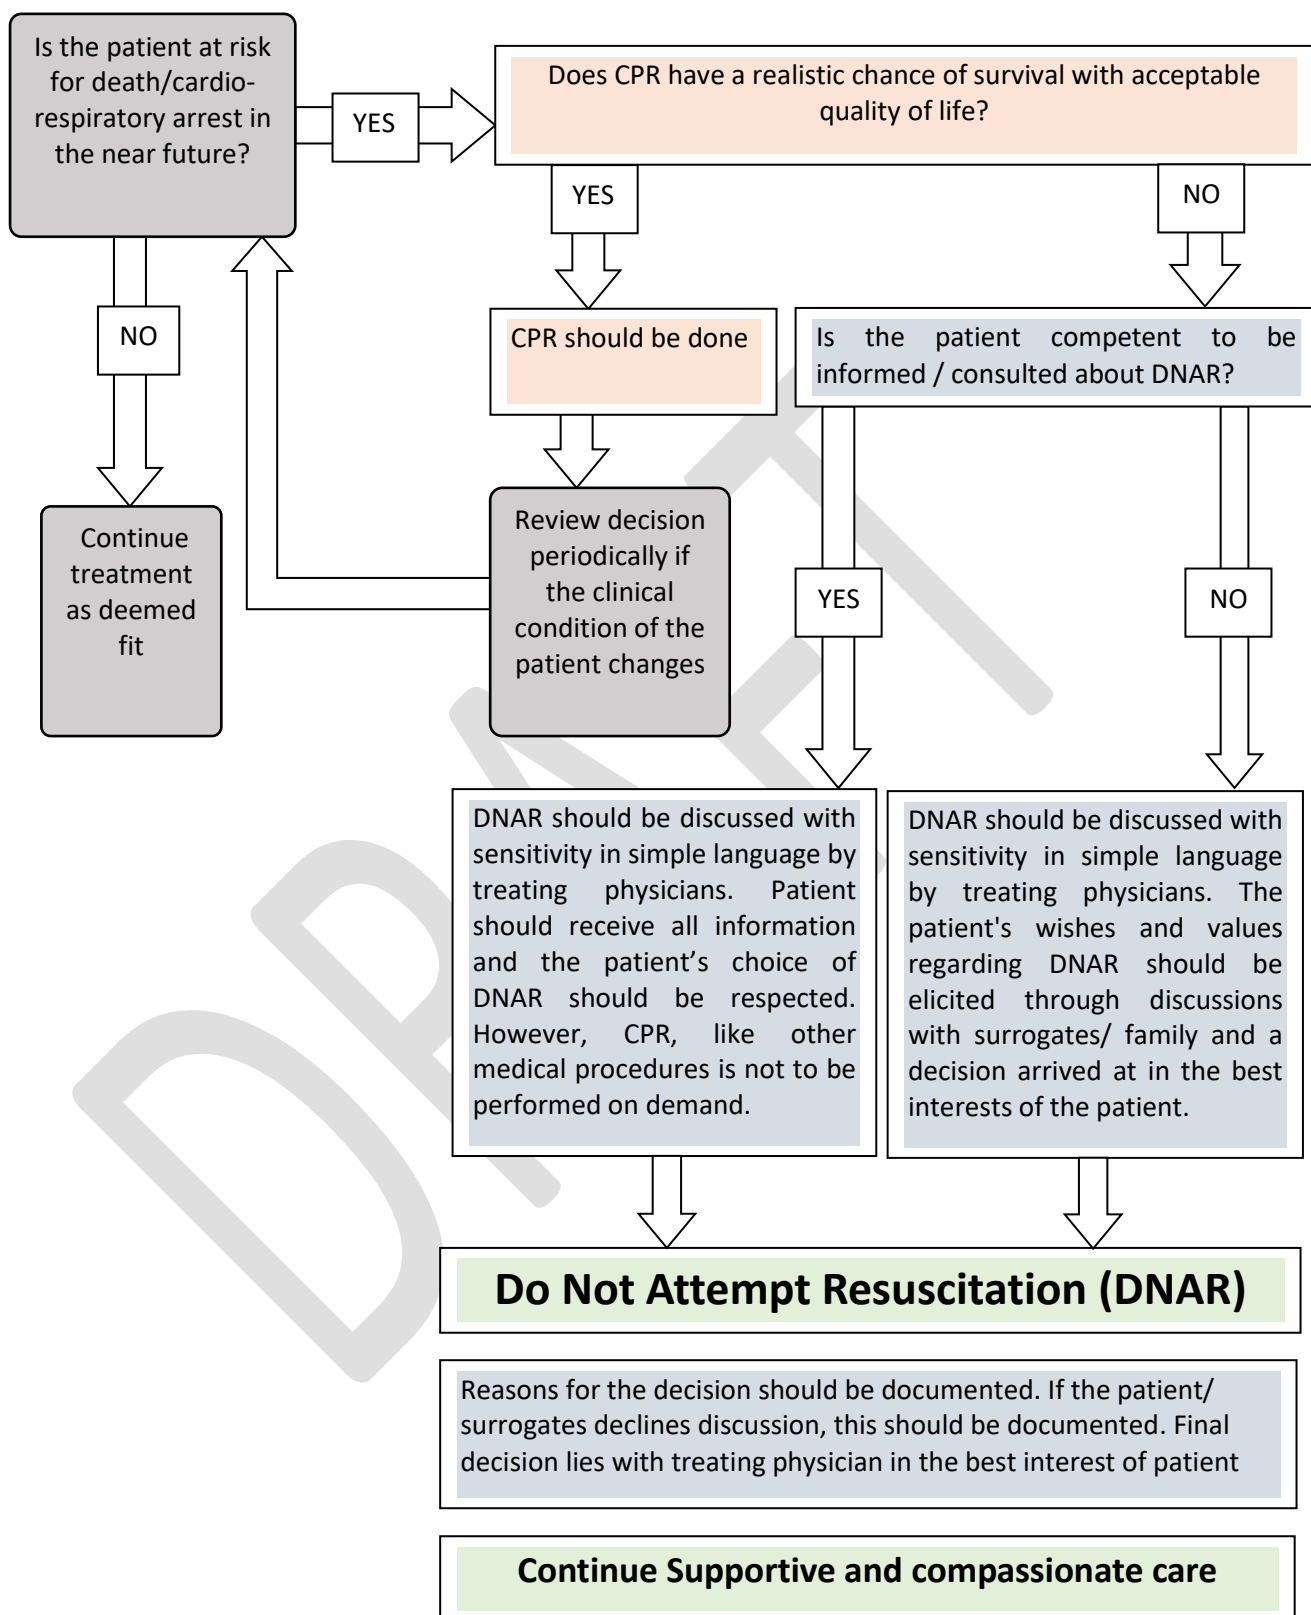 Is the patient at risk
for death/cardio-
respiratory arrest in
the near future?
YES
Does CPR have a realistic chance of survival with acceptable
quality of life?
YES
NO
NO
CPR should be done
Is the patient competent to be
informed / consulted about DNAR?
Continue
treatment
as deemed
fit
Review decision
periodically if
the clinical
condition of the
patient changes
YES
NO
DNAR should be discussed with
sensitivity in simple language by
treating physicians. Patient
should receive all information
and the patient’s choice of
DNAR should be respected.
However, CPR, like other
medical procedures is not to be
performed on demand.
DNAR should be discussed with
sensitivity in simple language
by treating physicians. The
patient's wishes and values
regarding DNAR should be
elicited through discussions
with surrogates/ family and a
decision arrived at in the best
interests of the patient.
Do Not Attempt Resuscitation (DNAR)
Reasons for the decision should be documented. If the patient/
surrogates declines discussion, this should be documented. Final
decision lies with treating physician in the best interest of patient
Continue Supportive and compassionate care
DRAFT